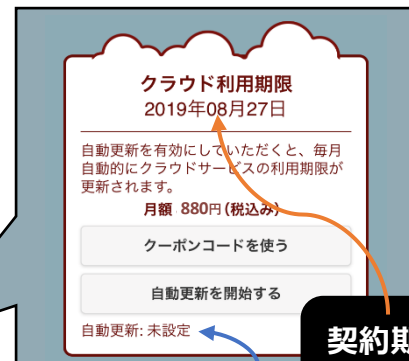 クラウド利用期限
2019年08月27日
自動更新を有効にしていただくと、毎月
自動的にクラウドサービスの利用期限が
更新されます。
月額 880円(税込み)
クーポンコードを使う
自動更新を開始する
自動更新: 未設定
契約期